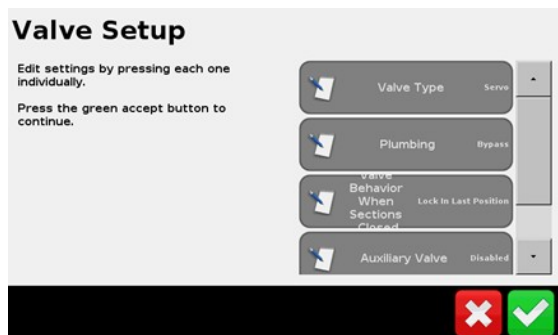 Valve Setup
Edit settings by pressing each one
individually.
Press the green accept button to
continue.
Valve Type Servo
Plumbing Bypass
Valve
Behavior
When Lock In Last Position
Sections
Closed
Auxiliary Valve Disabled